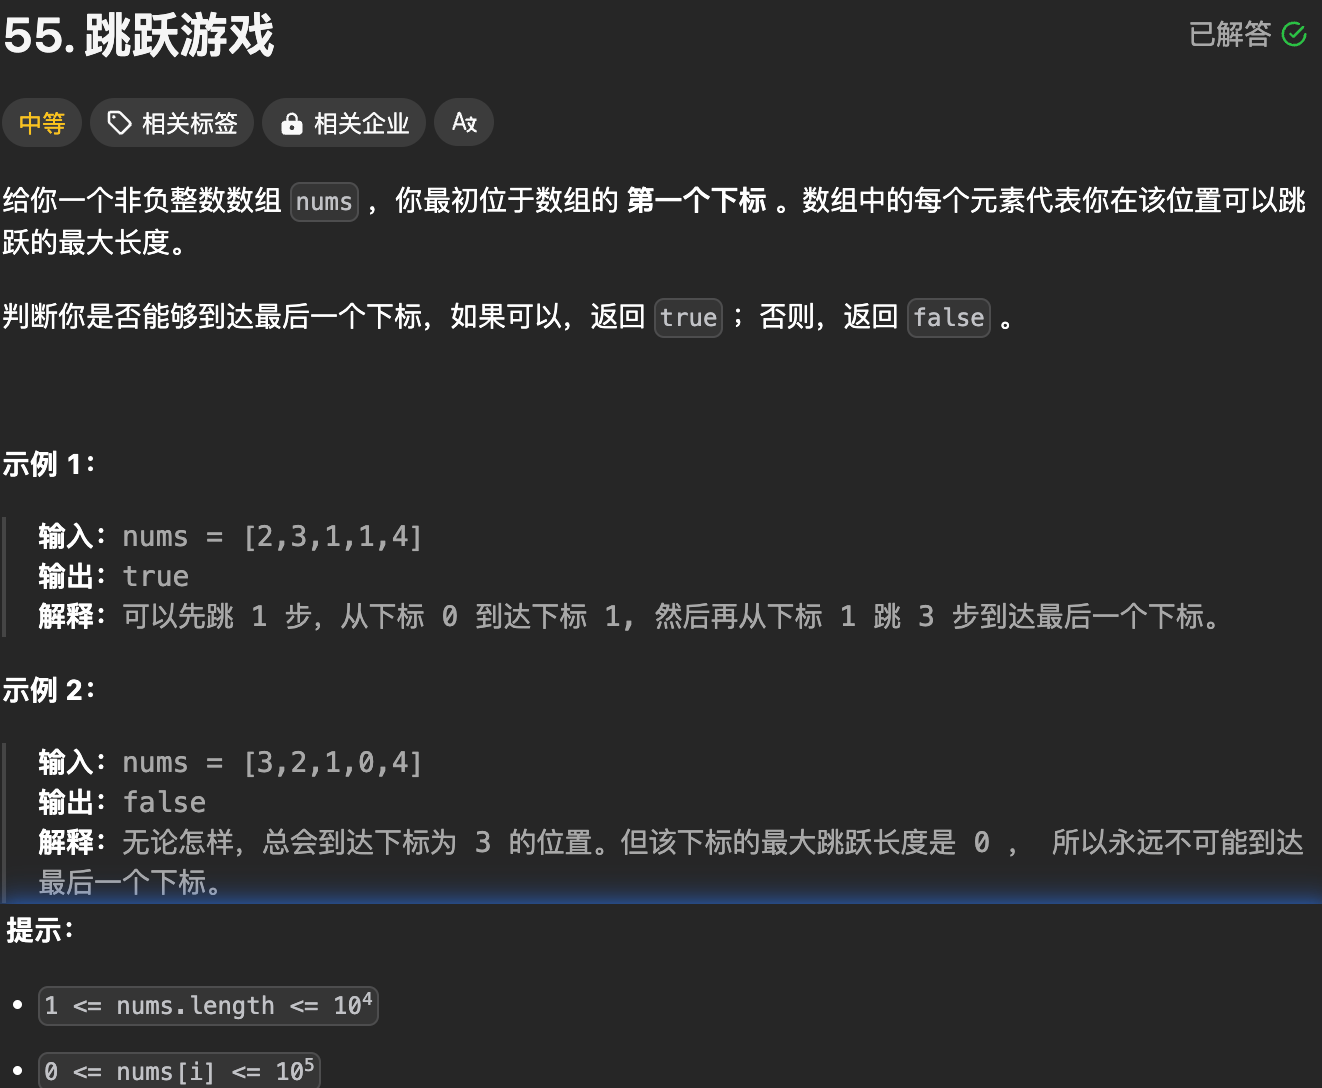 55. 跳跃游戏
已解答
中等 相关标签 相关企业
给你一个非负整数数组 nums ，你最初位于数组的 第一个下标 。数组中的每个元素代表你在该位置可以跳
跃的最大长度。
判断你是否能够到达最后一个下标，如果可以，返回 true ；否则，返回 false 。
示例 1：
输入：nums = [2,3,1,1,4]
输出：true
解释：可以先跳 1 步，从下标 0 到达下标 1, 然后再从下标 1 跳 3 步到达最后一个下标。
示例 2：
输入：nums = [3,2,1,0,4]
输出：false
解释：无论怎样，总会到达下标为 3 的位置。但该下标的最大跳跃长度是 0 ， 所以永远不可能到达
最后一个下标。
提示：
• 1 <= nums.length <= 10⁴
• 0 <= nums[i] <= 10⁵